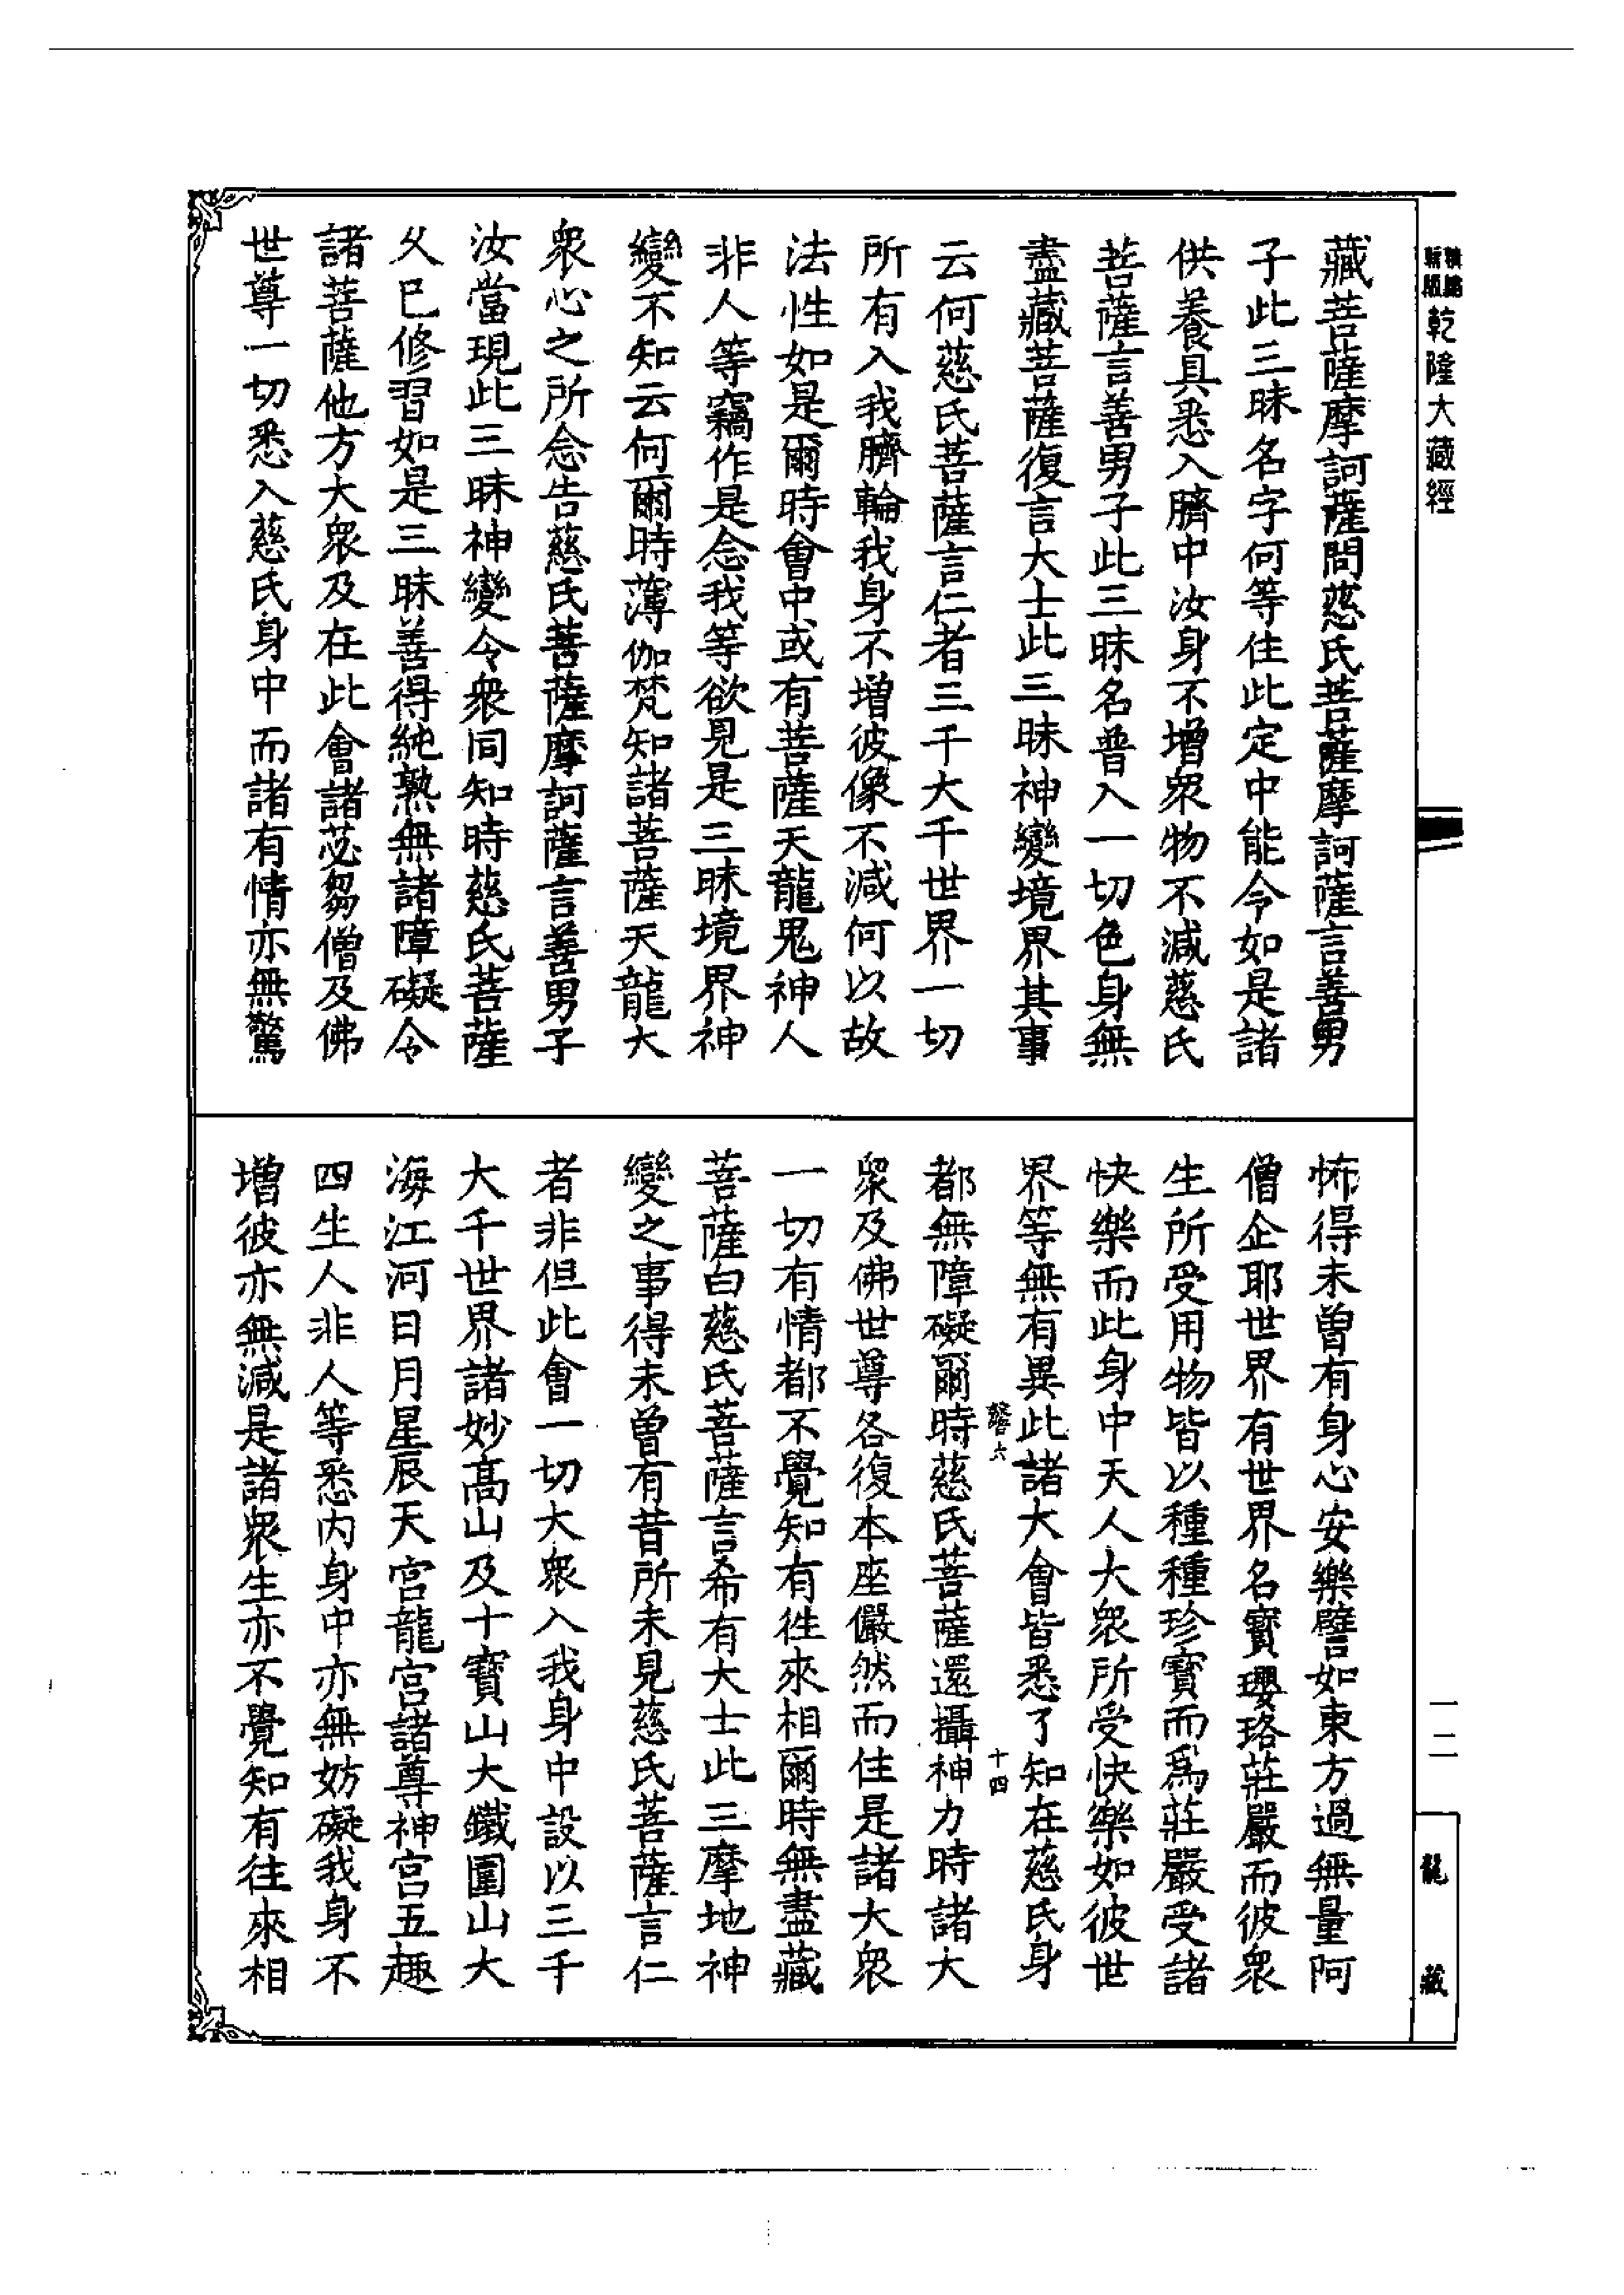 乾隆大藏經
藏菩薩摩訶薩問慈氏菩薩摩訶薩言善男
子此三昧名字何等住此定中能令如是諸
供養具悉入臍中汝身不增衆物不減慈氏
菩薩言善男子此三昧名普入一切色身無
盡藏菩薩復言大士此三昧神變境界其事
云何慈氏菩薩言仁者三千大千世界一切
所有入我臍輪我身不增彼像不減何以故
法性如是爾時會中或有菩薩天龍鬼神人
非人等竊作是念我等欲見是三昧境界神
變不知云何爾時薄伽梵知諸菩薩天龍大
衆心之所念告慈氏菩薩摩訶薩言善男子
汝當現此三昧神變令衆同知時慈氏菩薩
乆已修習如是三昧善得純熟無諸障礙令
諸菩薩他方大衆及在此會諸苾芻僧及佛
世尊一切悉入慈氏身中而諸有情亦無驚
怖得未曾有身心安樂譬如東方過無量阿
僧企耶世界有世界名寶瓔珞莊嚴而彼衆
生所受用物皆以種種珍寶而爲莊嚴受諸
快樂而此身中天人大衆所受快樂如彼世
界等無有異此諸大會皆悉了知在慈氏身
六
十四
都無障礙爾時慈氏菩薩還攝神力時諸大
衆及佛世尊各復本座儼然而住是諸大衆
一切有情都不覺知有徃來相爾時無盡藏
菩薩白慈氏菩薩言希有大士此三摩地神
變之事得未曾有昔所未見慈氏菩薩言仁
者非但此會一切大衆入我身中設以三千
大千世界諸妙高山及十寶山大鐵圍山大
海江河日月星辰天宫龍宫諸尊神宫五趣
四生人非人等悉内身中亦無妨礙我身不
增彼亦無減是諸衆生亦不覺知有往來相
一二
龍藏